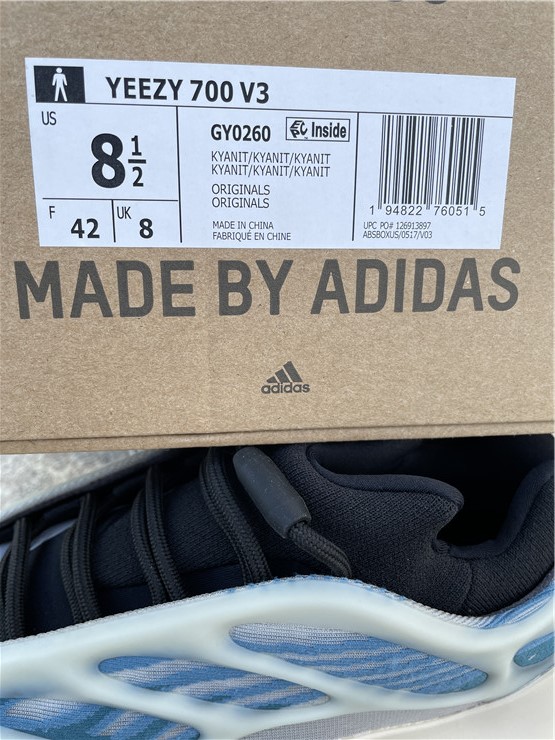 YEEZY 700 V3
US
8 1/2
F 42
UK 8
GY0260 EC Inside
KYANIT/KYANIT/KYANIT
KYANIT/KYANIT/KYANIT
ORIGINALS
ORIGINALS
MADE IN CHINA
FABRIQUÉ EN CHINE
1 94822 76051 5
UPC PO# 126913897
ABSBOXUS/0517/V03
MADE BY ADIDAS
adidas